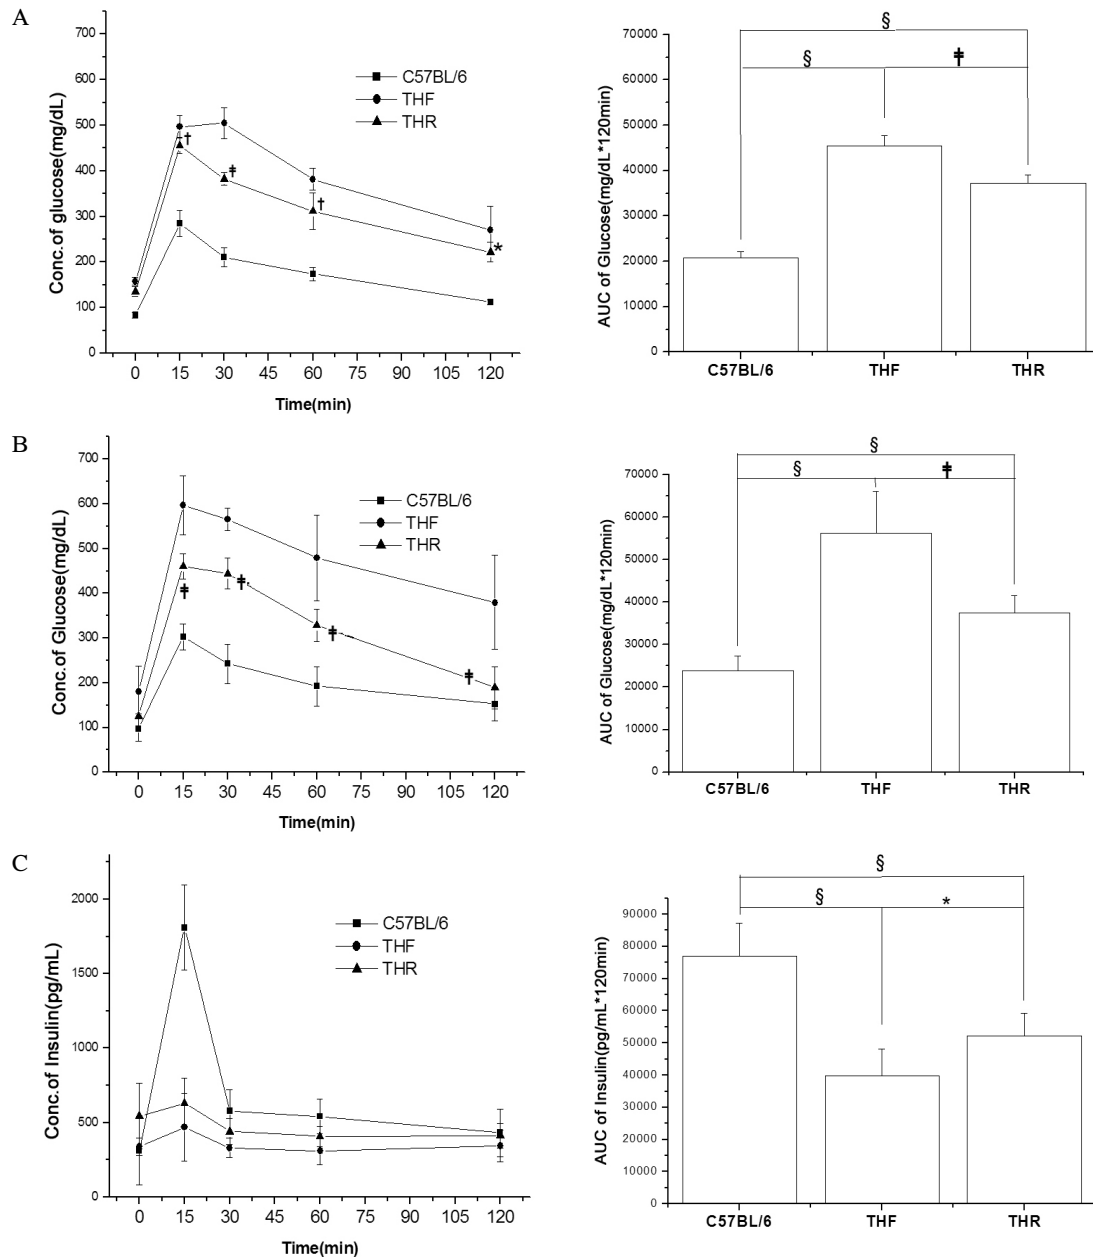 A
Conc.of glucose(mg/dL)
700
600
500
400
300
200
100
0
C57BL/6
THF
THR
†
‡
†
*
0 15 30 45 60 75 90 105 120
Time(min)
AUC of Glucose(mg/dL*120min)
70000
60000
50000
40000
30000
20000
10000
0
§
§
‡
C57BL/6 THF THR
B
Conc.of Glucose(mg/dL)
700
600
500
400
300
200
100
0
C57BL/6
THF
THR
‡
‡
‡
‡
0 15 30 45 60 75 90 105 120
Time(min)
AUC of Glucose(mg/dL*120min)
70000
60000
50000
40000
30000
20000
10000
0
§
§
‡
C57BL/6 THF THR
C
Conc.of Insulin(pg/mL)
2000
1500
1000
500
0
C57BL/6
THF
THR
0 15 30 45 60 75 90 105 120
Time(min)
AUC of Insulin(pg/mL*120min)
90000
80000
70000
60000
50000
40000
30000
20000
10000
0
§
§
*
C57BL/6 THF THR